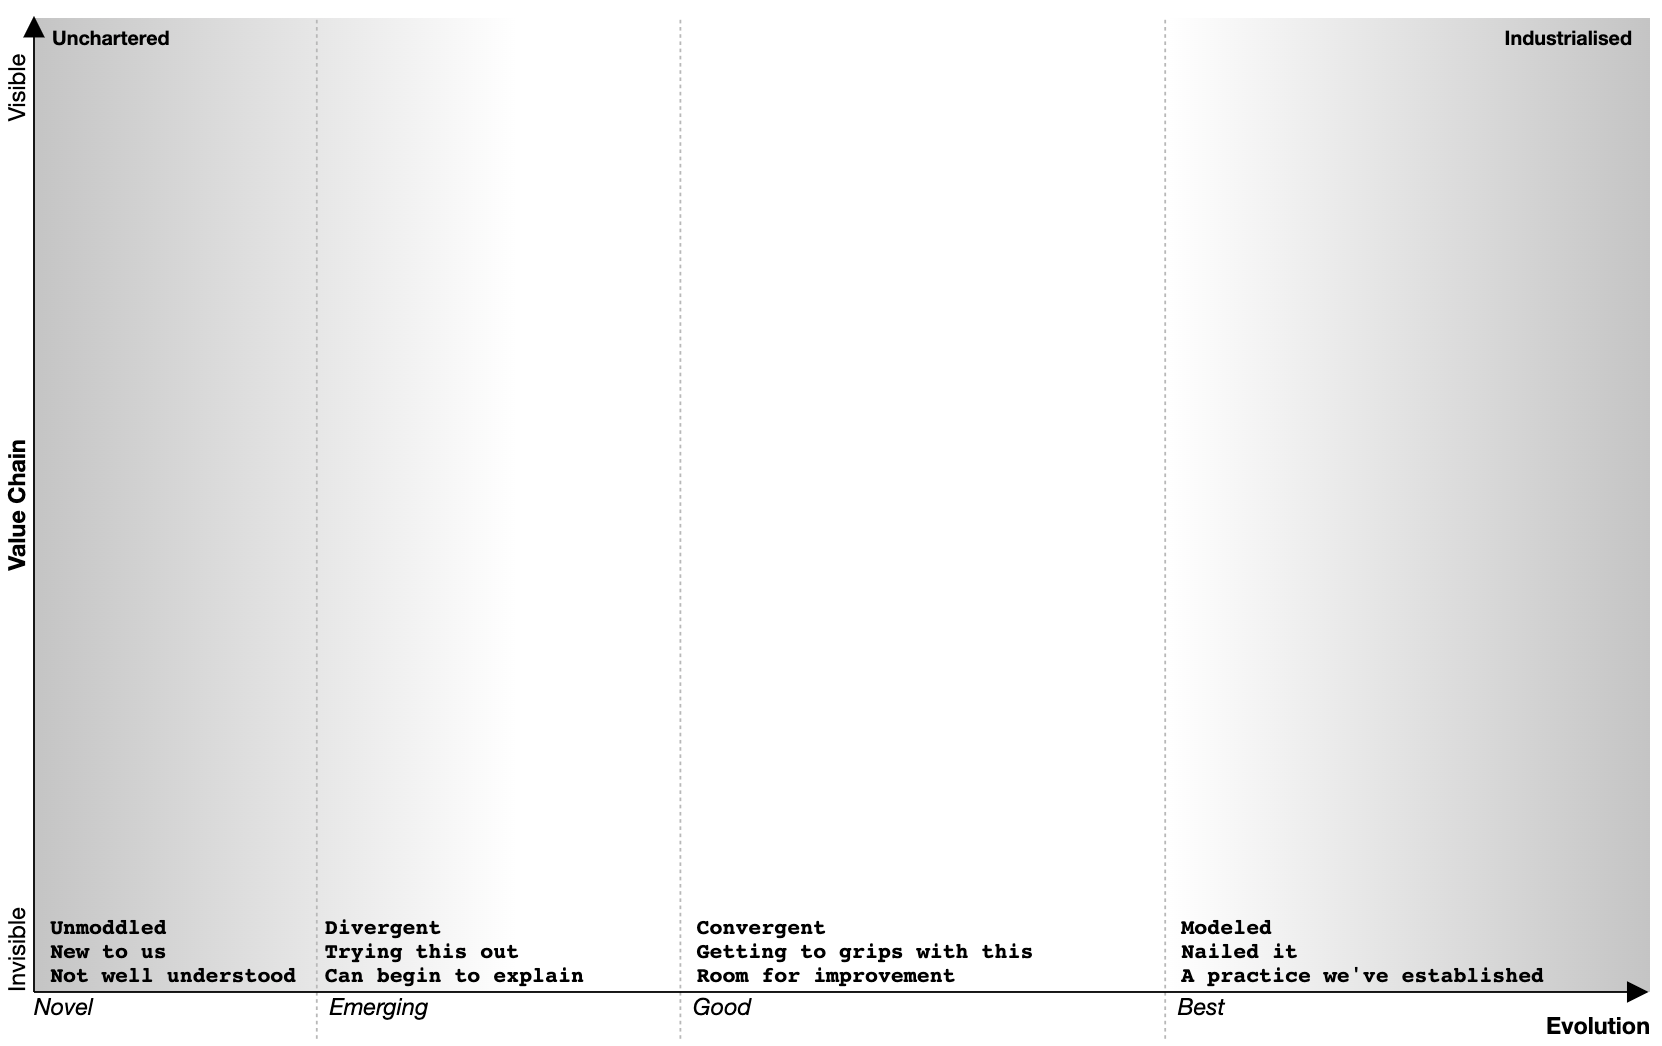 Unchartered
Industrialised
Visible
Value Chain
Invisible
Unmoddled
New to us
Not well understood
Divergent
Trying this out
Can begin to explain
Convergent
Getting to grips with this
Room for improvement
Modeled
Nailed it
A practice we've established
Novel
Emerging
Good
Best
Evolution